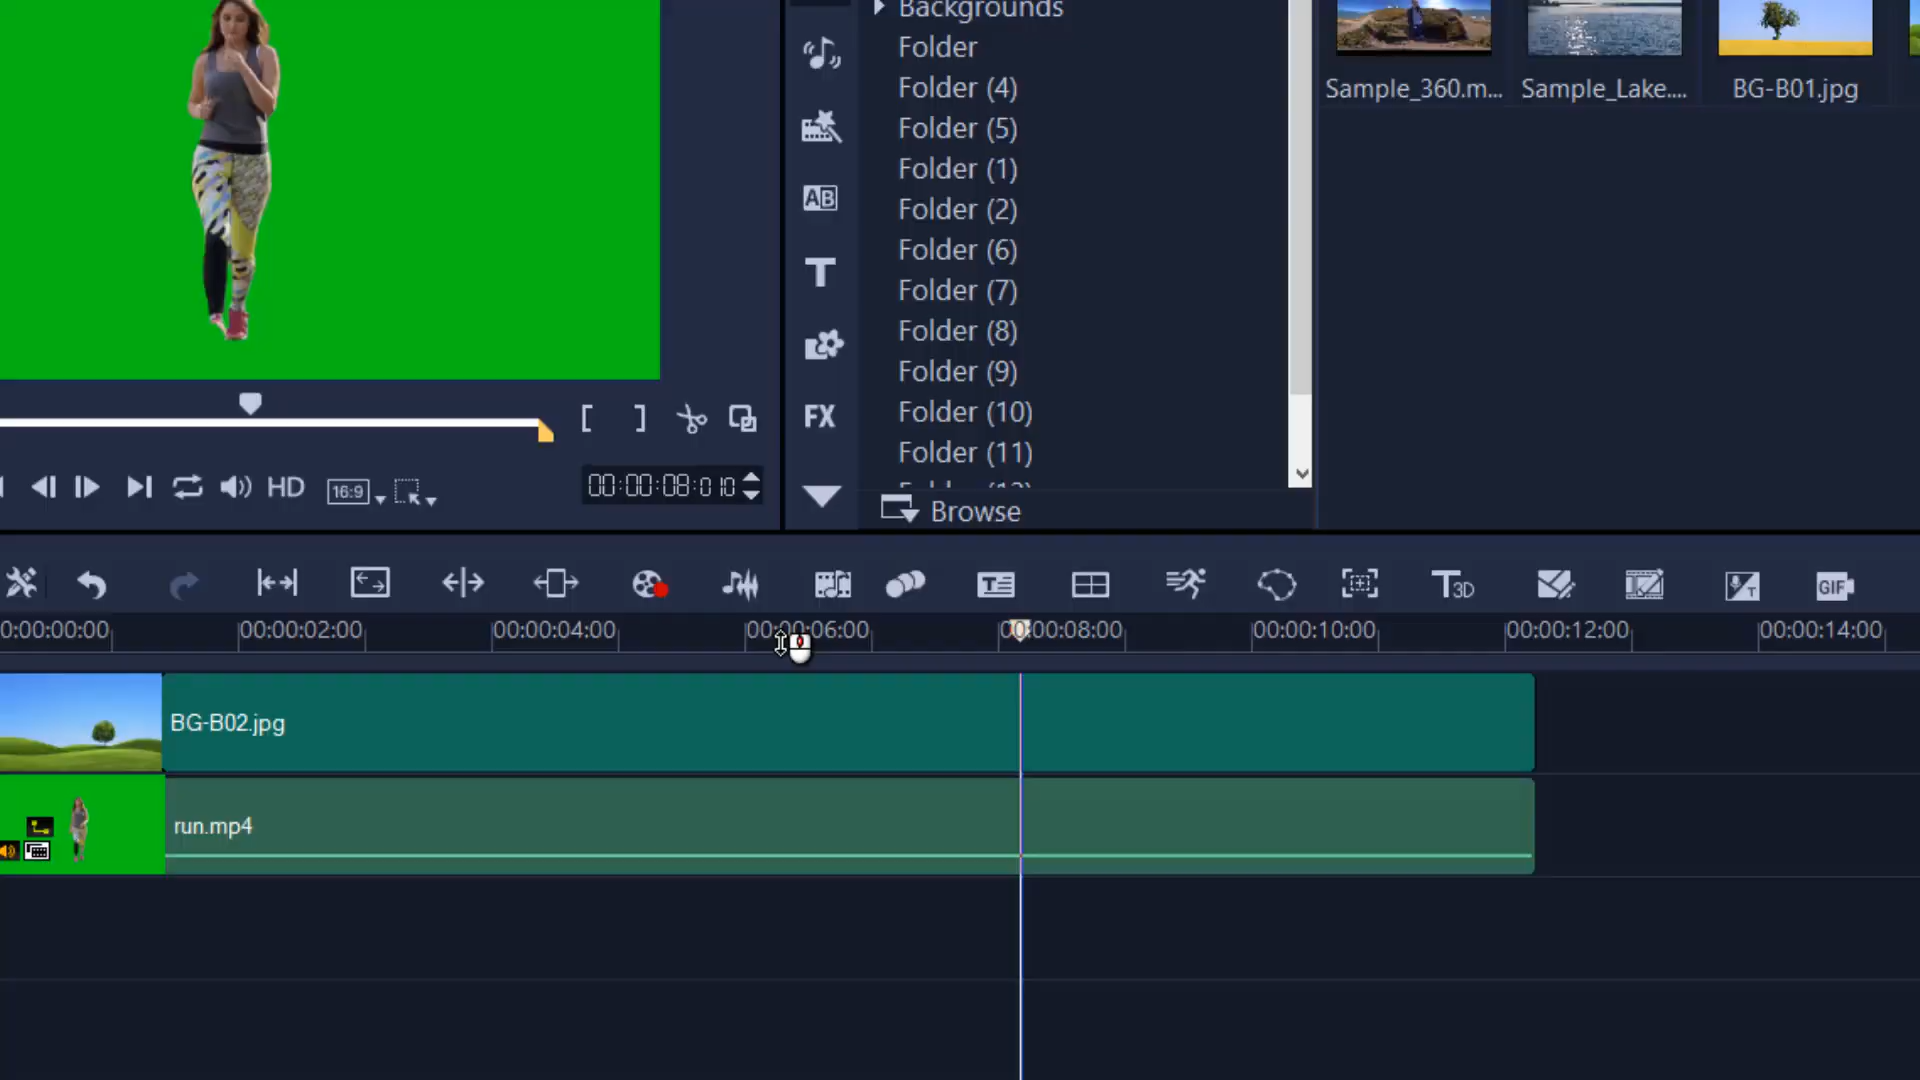 Backgrounds
Folder
Folder (4)
Folder (5)
Folder (1)
Folder (2)
Folder (6)
Folder (7)
Folder (8)
Folder (9)
Folder (10)
Folder (11)
Browse
Sample_360.m...
Sample_Lake....
BG-B01.jpg
AB
T
FX
[ ]
HD
16:9
00:00:08:010
T
T3D
T
GIF
0:00:00:00
00:00:02:00
00:00:04:00
00:00:06:00
00:00:08:00
00:00:10:00
00:00:12:00
00:00:14:00
BG-B02.jpg
run.mp4